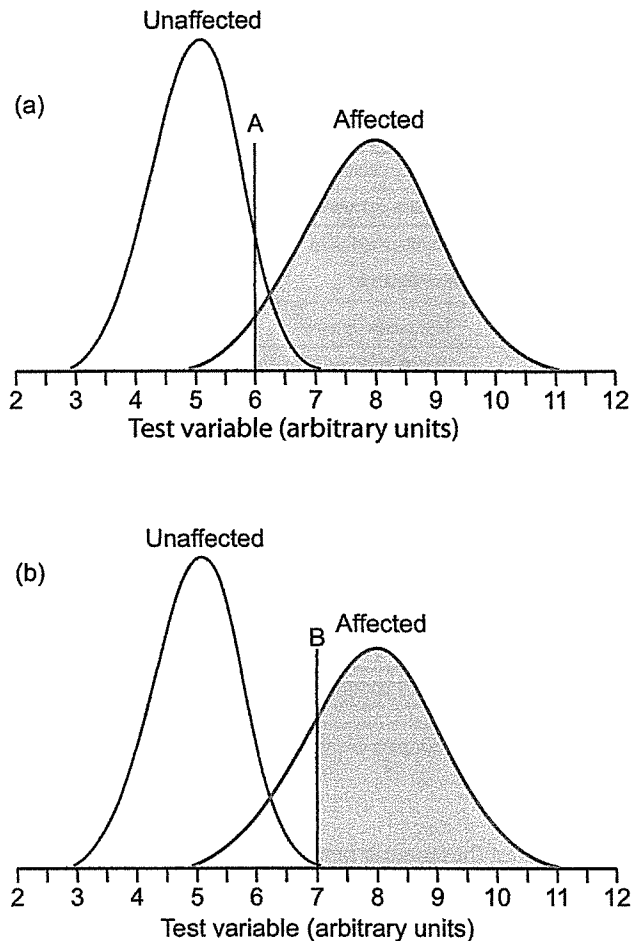 Unaffected
(a)
A
Affected
2 3 4 5 6 7 8 9 10 11 12
Test variable (arbitrary units)
Unaffected
(b)
B
Affected
2 3 4 5 6 7 8 9 10 11 12
Test variable (arbitrary units)